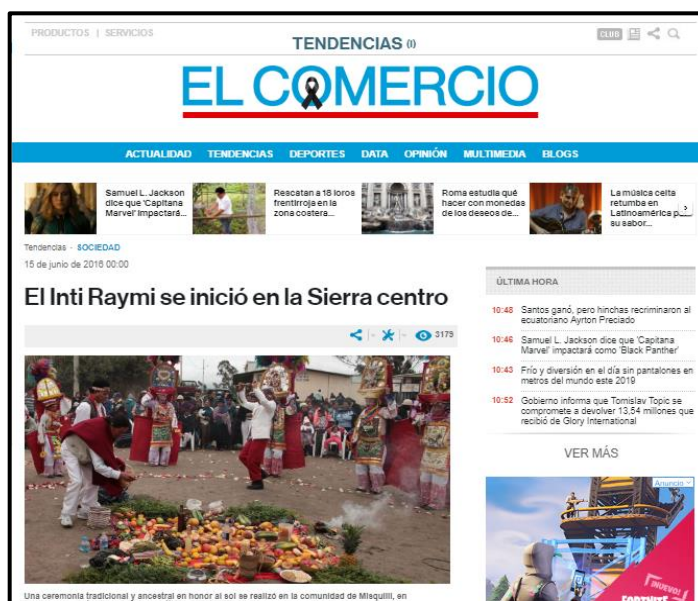 PRODUCTOS | SERVICIOS
CLUB
TENDENCIAS (I)
EL COMERCIO
ACTUALIDAD TENDENCIAS DEPORTES DATA OPINIÓN MULTIMEDIA BLOGS
Samuel L. Jackson
dice que 'Capitana
Marvel' impactará...
Rescatan a 18 loros
frentirroja en la
zona costera...
Roma estudia qué
hacer con monedas
de los deseos de...
La música celta
retumba en
Latinoamérica
su sabor...
Tendencias - SOCIEDAD
15 de junio de 2016 00:00
El Inti Raymi se inició en la Sierra centro
3175
Una ceremonia tradicional y ancestral en honor al sol se realizó en la comunidad de Misquillí, en
ÚLTIMA HORA
10:48 Santos ganó, pero hinchas recriminaron al
ecuatoriano Ayrton Preciado
10:46 Samuel L. Jackson dice que 'Capitana
Marvel' impactará como 'Black Panther'
10:43 Frío y diversión en el día sin pantalones en
metros del mundo este 2019
10:52 Gobierno informa que Tomislav Topic se
compromete a devolver 13,54 millones que
recibió de Glory International
VER MÁS
Anuncio
¡NUEVO!
FORTNITE